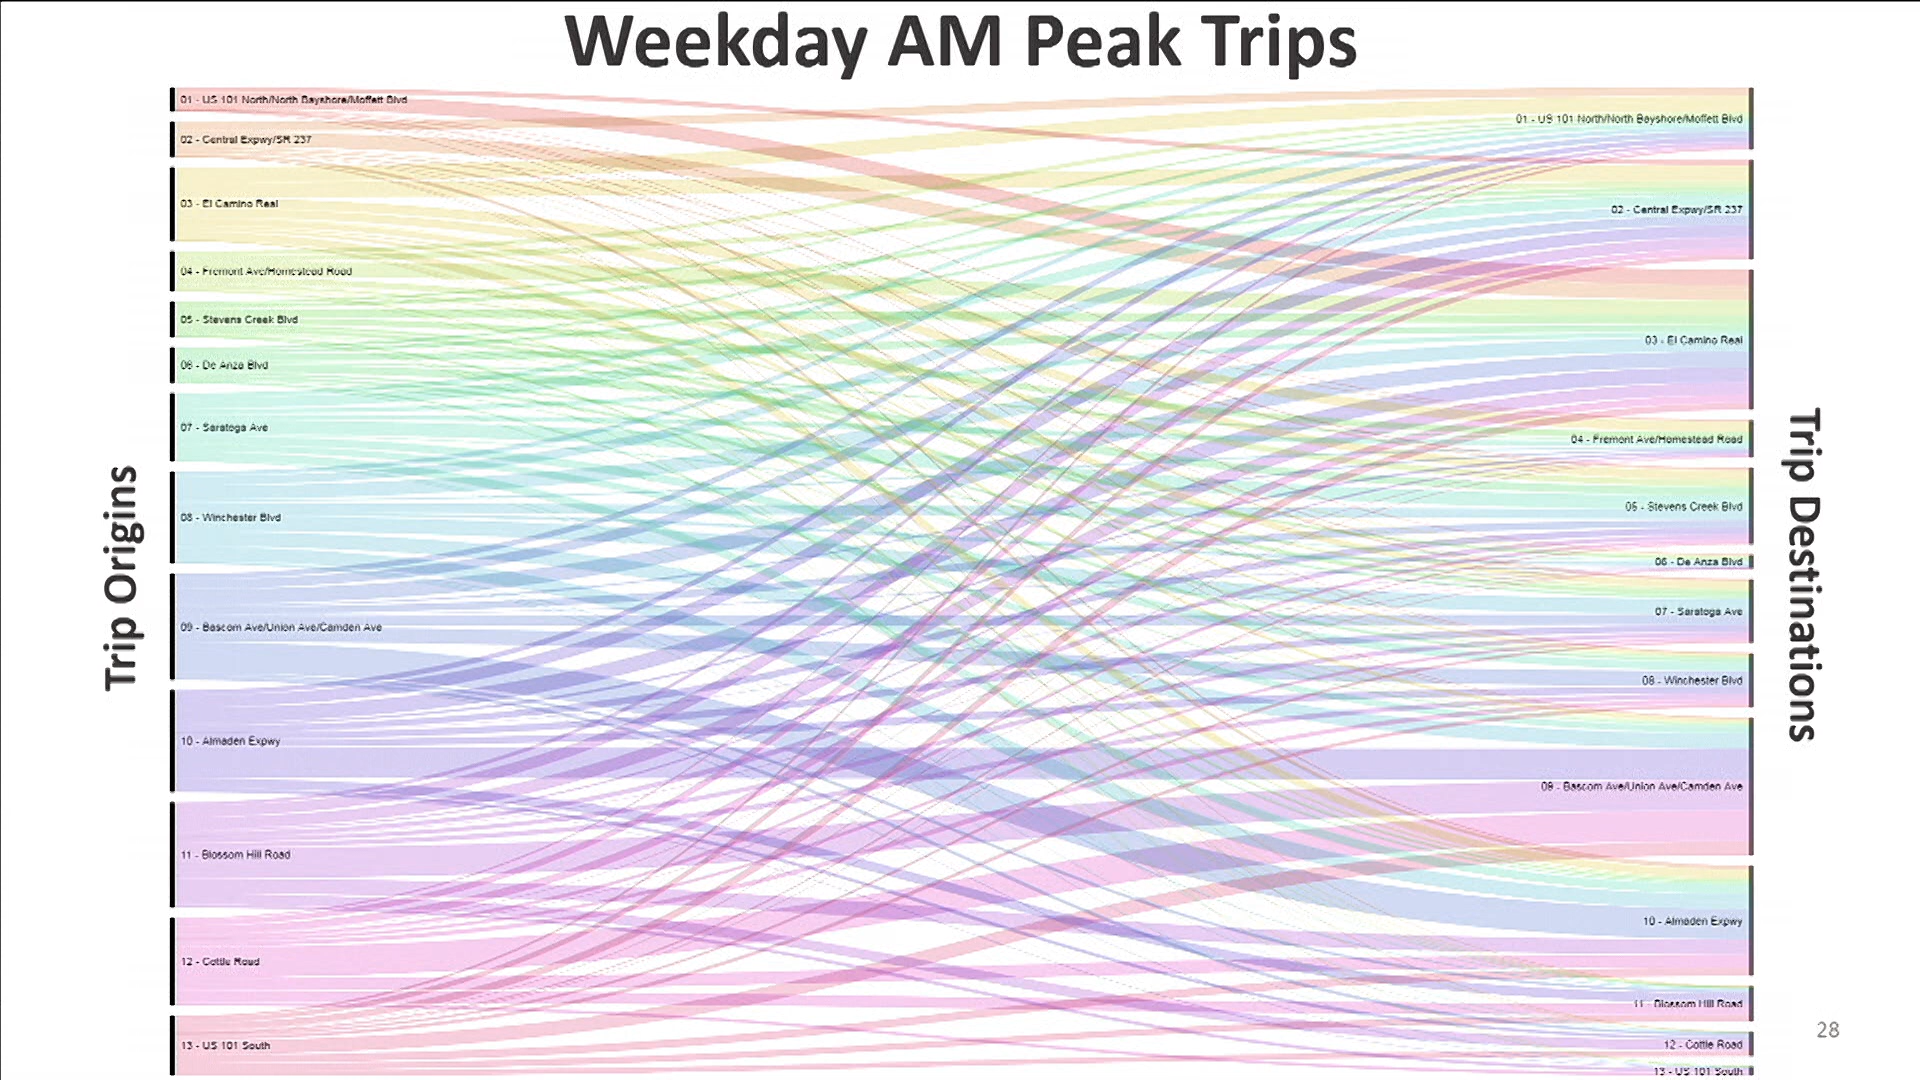 Weekday AM Peak Trips
Trip Origins
01 - US 101 North/North Bayshore/Moffett Blvd
02 - Central Expwy/SR 237
03 - El Camino Real
04 - Fremont Ave/Homestead Road
05 - Stevens Creek Blvd
06 - De Anza Blvd
07 - Saratoga Ave
08 - Winchester Blvd
09 - Bascom Ave/Union Ave/Camden Ave
10 - Almaden Expwy
11 - Blossom Hill Road
12 - Cottle Road
13 - US 101 South
01 - US 101 North/North Bayshore/Moffett Blvd
02 - Central Expwy/SR 237
03 - El Camino Real
04 - Fremont Ave/Homestead Road
05 - Stevens Creek Blvd
06 - De Anza Blvd
07 - Saratoga Ave
08 - Winchester Blvd
09 - Bascom Ave/Union Ave/Camden Ave
10 - Almaden Expwy
11 - Blossom Hill Road
12 - Cottle Road
13 - US 101 South
Trip Destinations
28